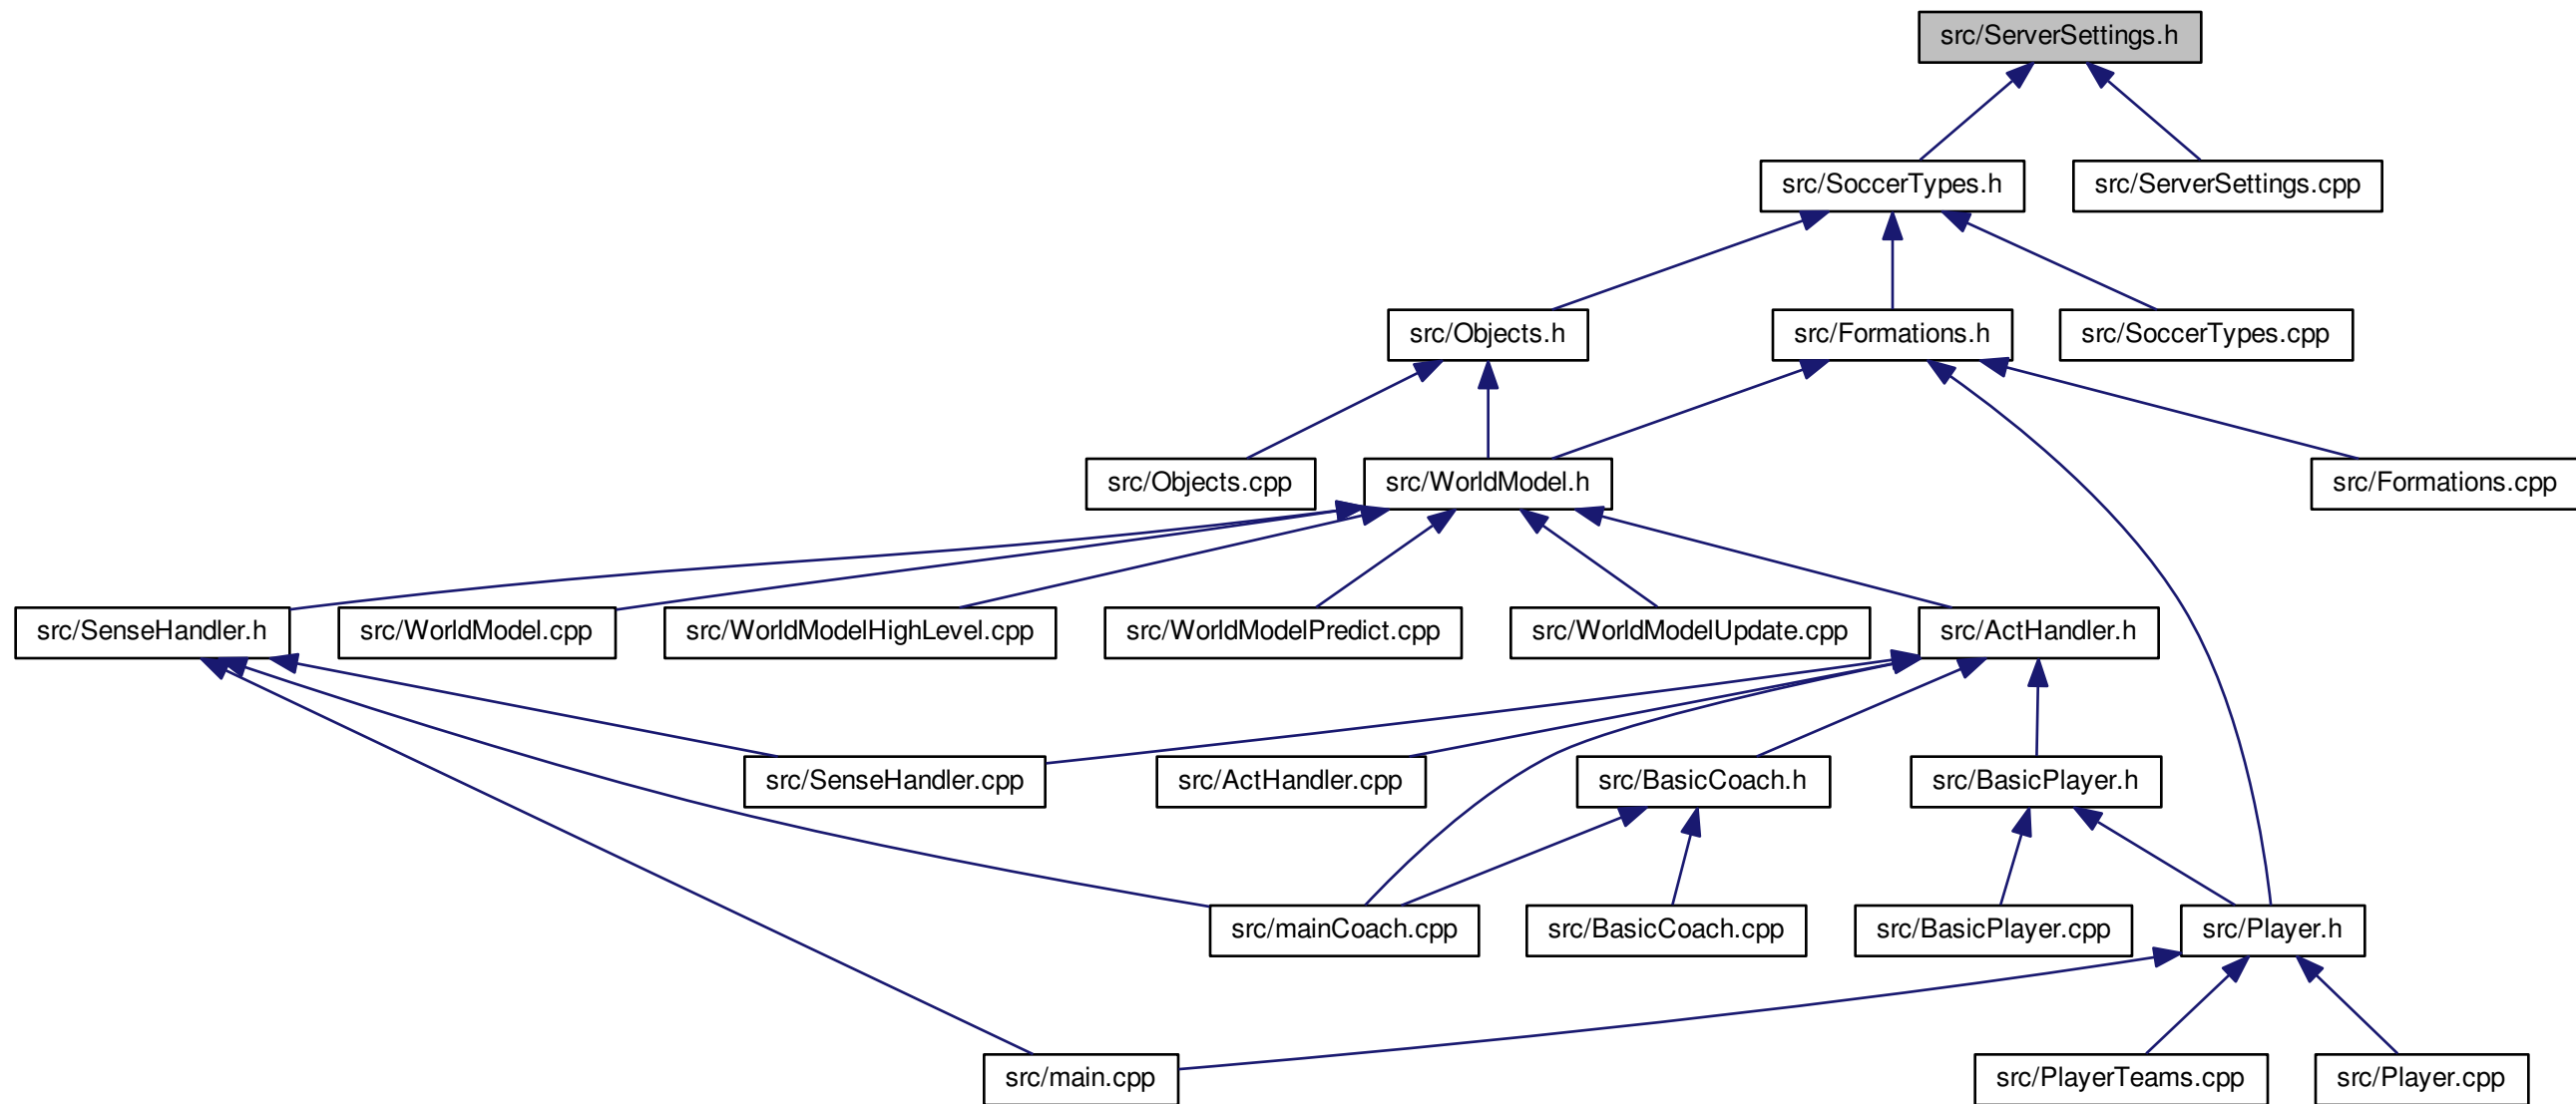 src/ServerSettings.h
src/SoccerTypes.h
src/ServerSettings.cpp
src/Objects.h
src/Formations.h
src/SoccerTypes.cpp
src/Objects.cpp
src/WorldModel.h
src/Formations.cpp
src/SenseHandler.h
src/WorldModel.cpp
src/WorldModelHighLevel.cpp
src/WorldModelPredict.cpp
src/WorldModelUpdate.cpp
src/ActHandler.h
src/SenseHandler.cpp
src/ActHandler.cpp
src/BasicCoach.h
src/BasicPlayer.h
src/mainCoach.cpp
src/BasicCoach.cpp
src/BasicPlayer.cpp
src/Player.h
src/main.cpp
src/PlayerTeams.cpp
src/Player.cpp